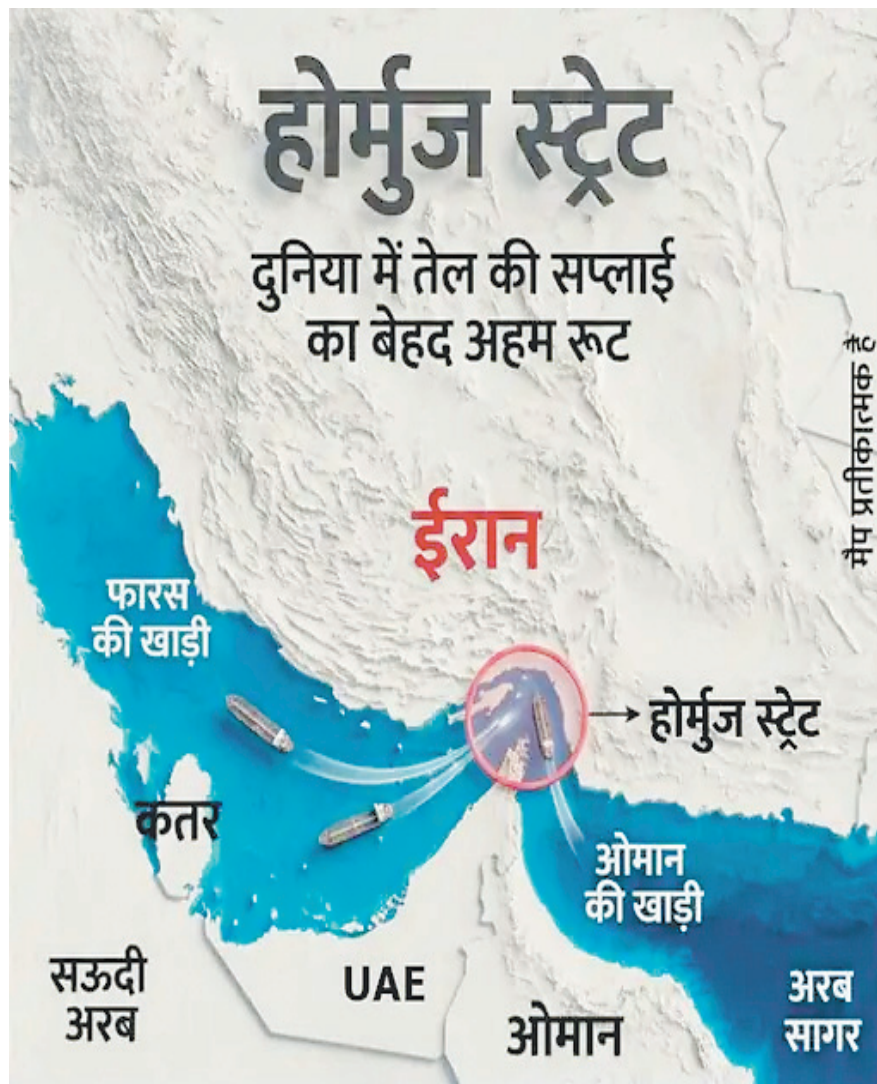 होर्मुज स्ट्रेट
दुनिया में तेल की सप्लाई
का बेहद अहम रूट
मैप प्रतीकात्मक है
ईरान
फारस
की खाड़ी
होर्मुज स्ट्रेट
कतर
ओमान
की खाड़ी
सऊदी
अरब
UAE
ओमान
अरब
सागर